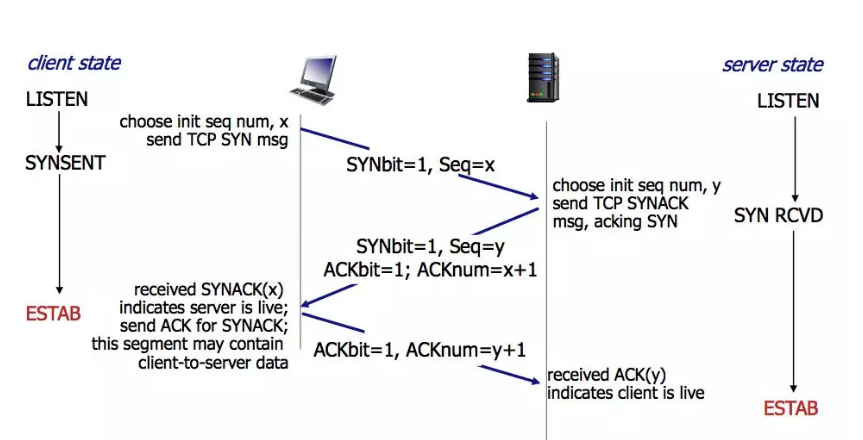 client state
server state
LISTEN
LISTEN
choose init seq num, x
send TCP SYN msg
SYNSENT
SYNbit=1, Seq=x
choose init seq num, y
send TCP SYNACK
msg, acking SYN
SYN RCVD
SYNbit=1, Seq=y
ACKbit=1; ACKnum=x+1
received SYNACK(x)
indicates server is live;
send ACK for SYNACK;
this segment may contain
client-to-server data
ESTAB
ACKbit=1, ACKnum=y+1
received ACK(y)
indicates client is live
ESTAB